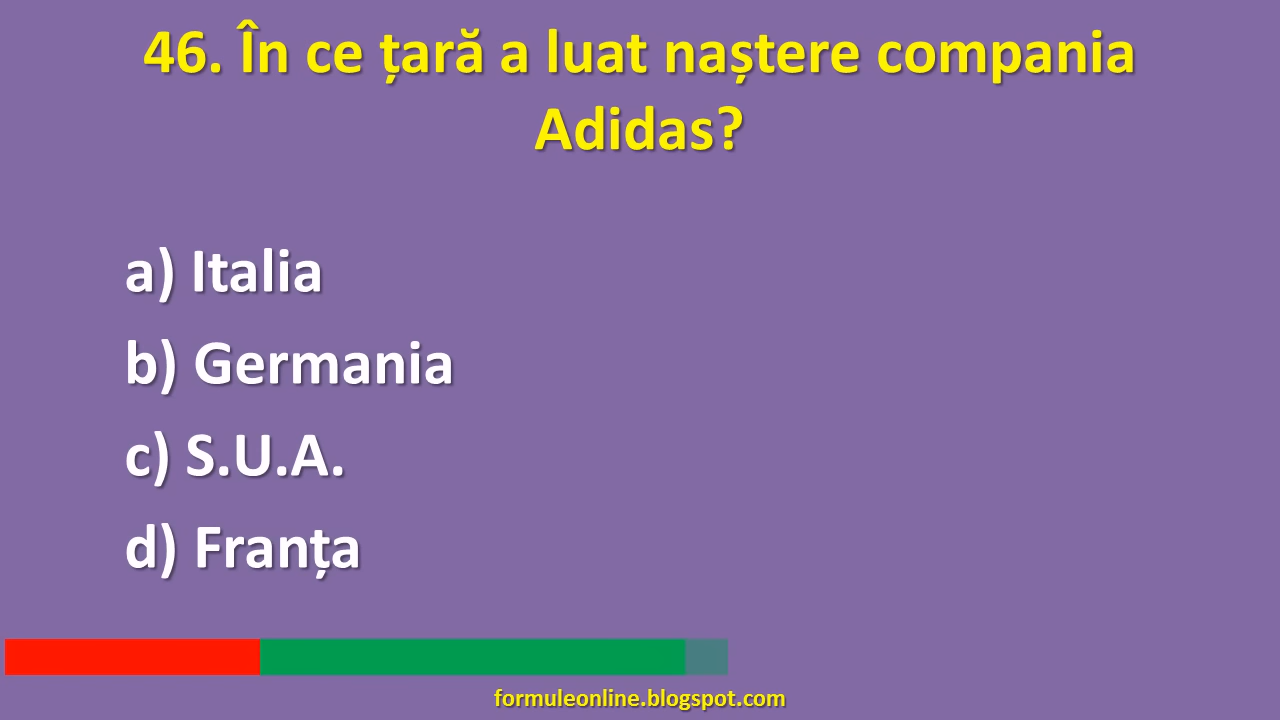 46. În ce țară a luat naștere compania
Adidas?
a) Italia
b) Germania
c) S.U.A.
d) Franța
formuleonline.blogspot.com